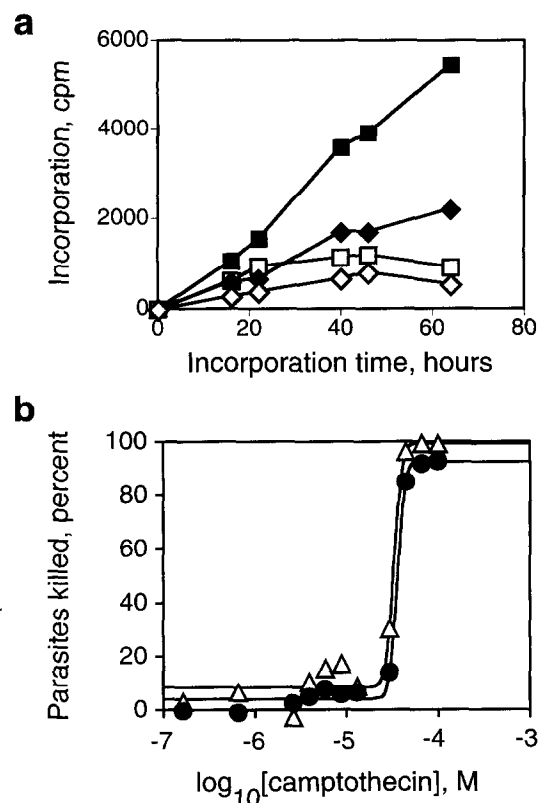 a
Incorporation, cpm
6000
4000
2000
0
0 20 40 60 80
Incorporation time, hours
b
Parasites killed, percent
100
80
60
40
20
0
-7 -6 -5 -4 -3
log10[camptothecin], M